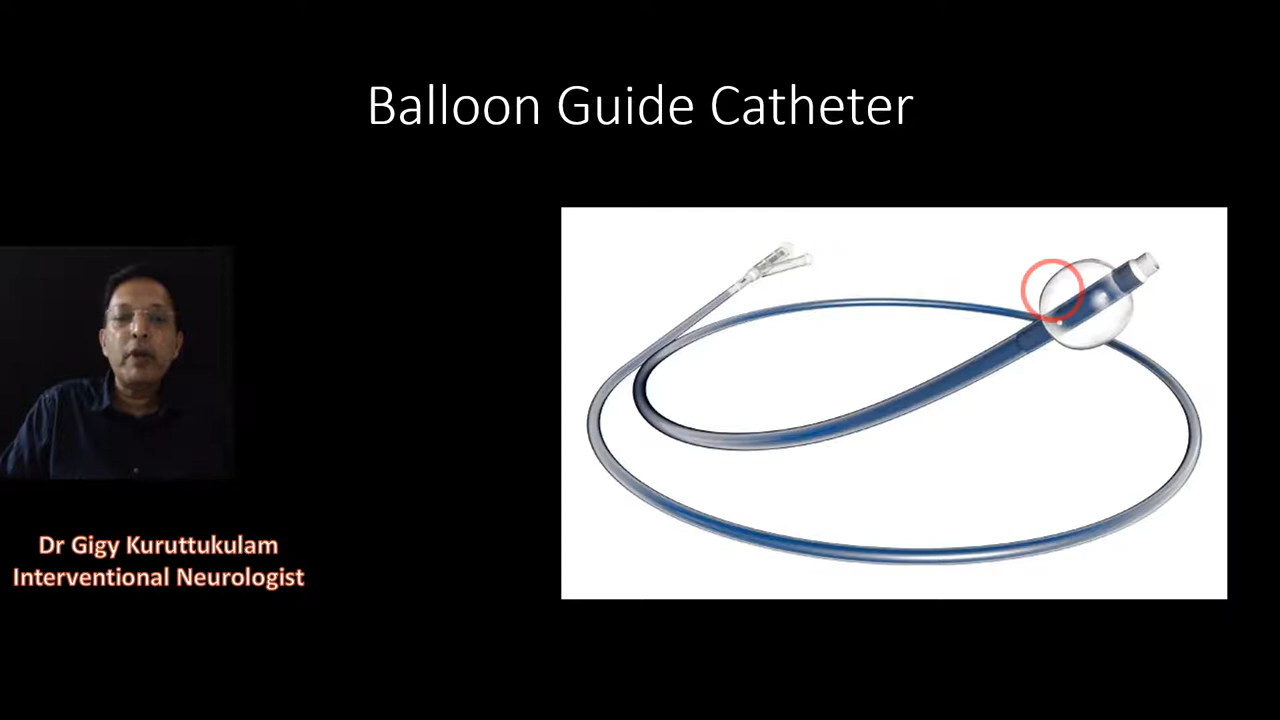 Balloon Guide Catheter
Dr Gigy Kuruttukulam
Interventional Neurologist